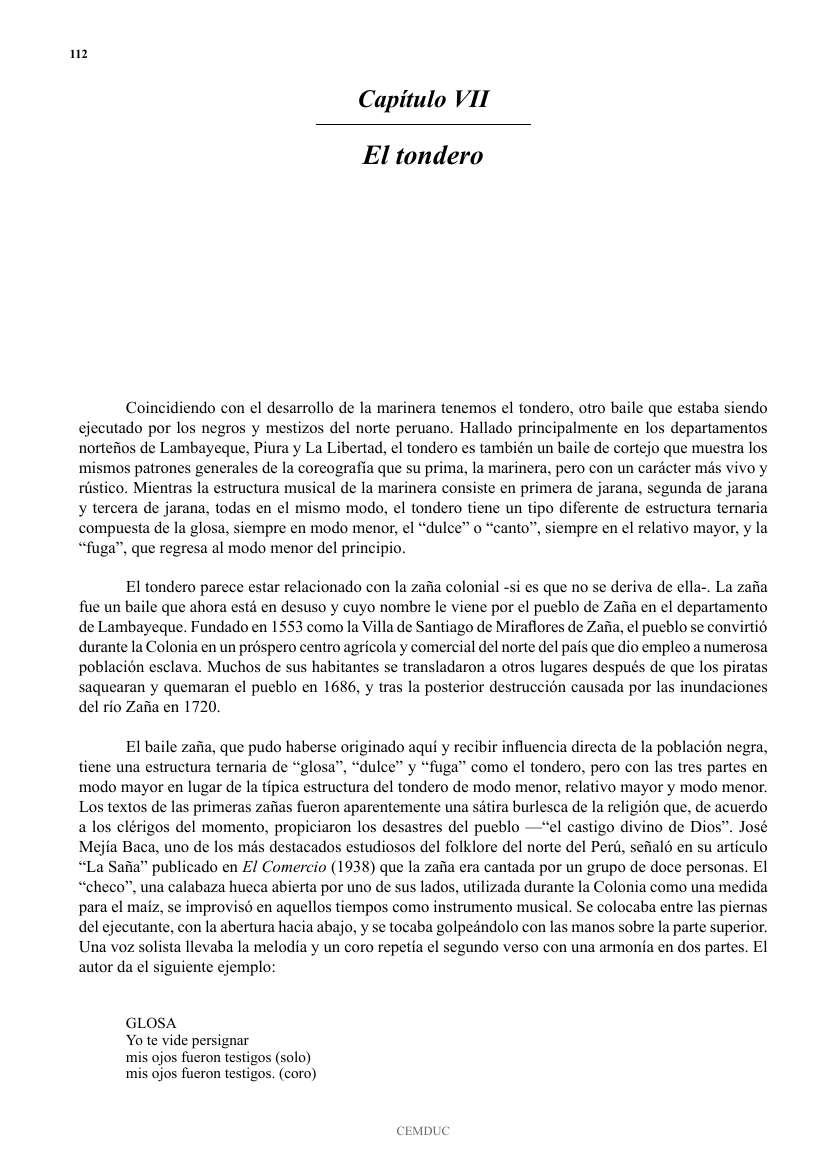 112
Capítulo VII
El tondero
Coincidiendo con el desarrollo de la marinera tenemos el tondero, otro baile que estaba siendo
ejecutado por los negros y mestizos del norte peruano. Hallado principalmente en los departamentos
norteños de Lambayeque, Piura y La Libertad, el tondero es también un baile de cortejo que muestra los
mismos patrones generales de la coreografía que su prima, la marinera, pero con un carácter más vivo y
rústico. Mientras la estructura musical de la marinera consiste en primera de jarana, segunda de jarana
y tercera de jarana, todas en el mismo modo, el tondero tiene un tipo diferente de estructura ternaria
compuesta de la glosa, siempre en modo menor, el “dulce” o “canto”, siempre en el relativo mayor, y la
“fuga”, que regresa al modo menor del principio.
El tondero parece estar relacionado con la zaña colonial -si es que no se deriva de ella-. La zaña
fue un baile que ahora está en desuso y cuyo nombre le viene por el pueblo de Zaña en el departamento
de Lambayeque. Fundado en 1553 como la Villa de Santiago de Miraflores de Zaña, el pueblo se convirtió
durante la Colonia en un próspero centro agrícola y comercial del norte del país que dio empleo a numerosa
población esclava. Muchos de sus habitantes se transladaron a otros lugares después de que los piratas
saquearan y quemaran el pueblo en 1686, y tras la posterior destrucción causada por las inundaciones
del río Zaña en 1720.
El baile zaña, que pudo haberse originado aquí y recibir influencia directa de la población negra,
tiene una estructura ternaria de “glosa”, “dulce” y “fuga” como el tondero, pero con las tres partes en
modo mayor en lugar de la típica estructura del tondero de modo menor, relativo mayor y modo menor.
Los textos de las primeras zañas fueron aparentemente una sátira burlesca de la religión que, de acuerdo
a los clérigos del momento, propiciaron los desastres del pueblo —“el castigo divino de Dios”. José
Mejía Baca, uno de los más destacados estudiosos del folklore del norte del Perú, señaló en su artículo
“La Saña” publicado en El Comercio (1938) que la zaña era cantada por un grupo de doce personas. El
“checo”, una calabaza hueca abierta por uno de sus lados, utilizada durante la Colonia como una medida
para el maíz, se improvisó en aquellos tiempos como instrumento musical. Se colocaba entre las piernas
del ejecutante, con la abertura hacia abajo, y se tocaba golpeándolo con las manos sobre la parte superior.
Una voz solista llevaba la melodía y un coro repetía el segundo verso con una armonía en dos partes. El
autor da el siguiente ejemplo:
GLOSA
Yo te vide persignar
mis ojos fueron testigos (solo)
mis ojos fueron testigos. (coro)
CEMDUC